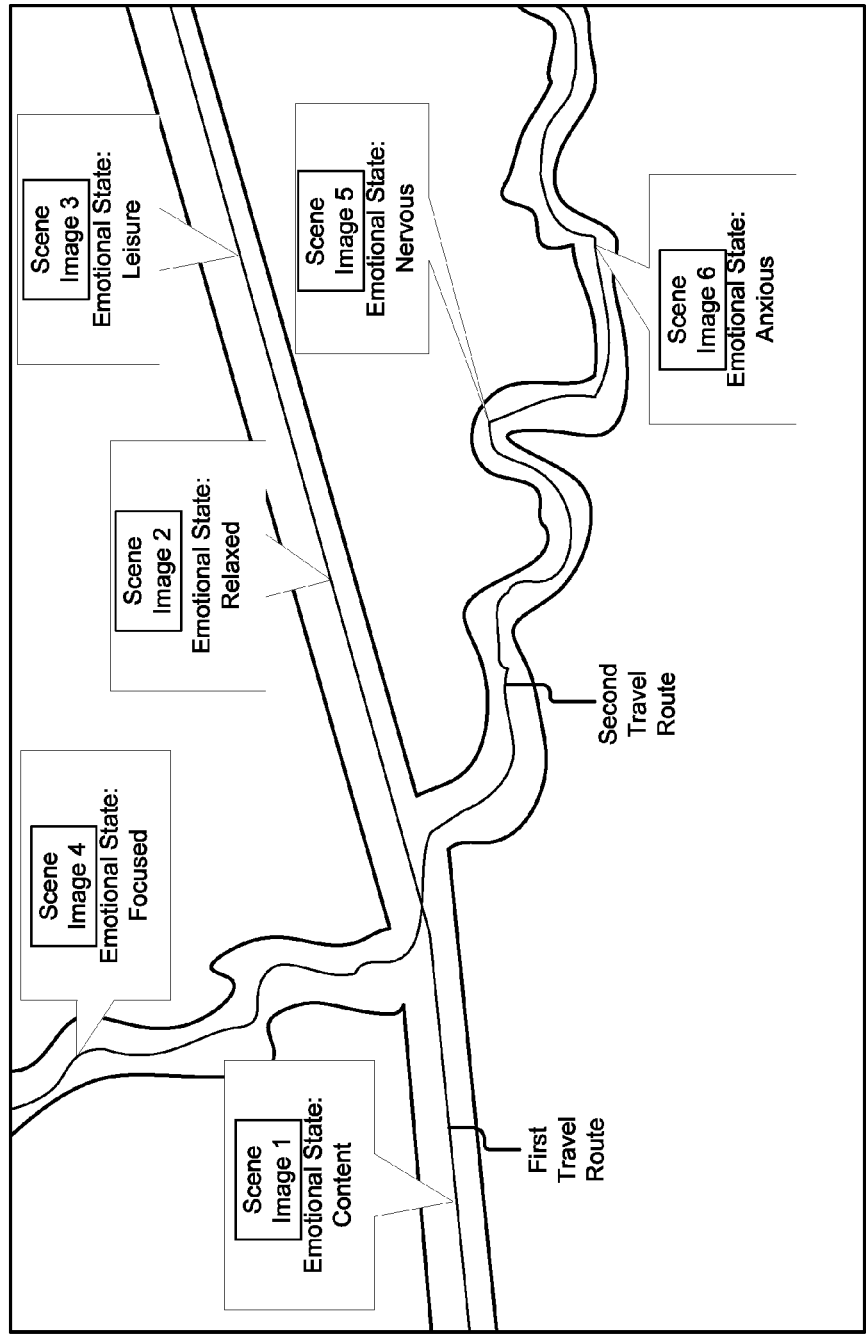 Scene
Image 4
Emotional State:
Focused
Scene
Image 3
Emotional State:
Leisure
Scene
Image 2
Emotional State:
Relaxed
Scene
Image 1
Emotional State:
Content
Scene
Image 5
Emotional State:
Nervous
First
Travel
Route
Second
Travel
Route
Scene
Image 6
Emotional State:
Anxious